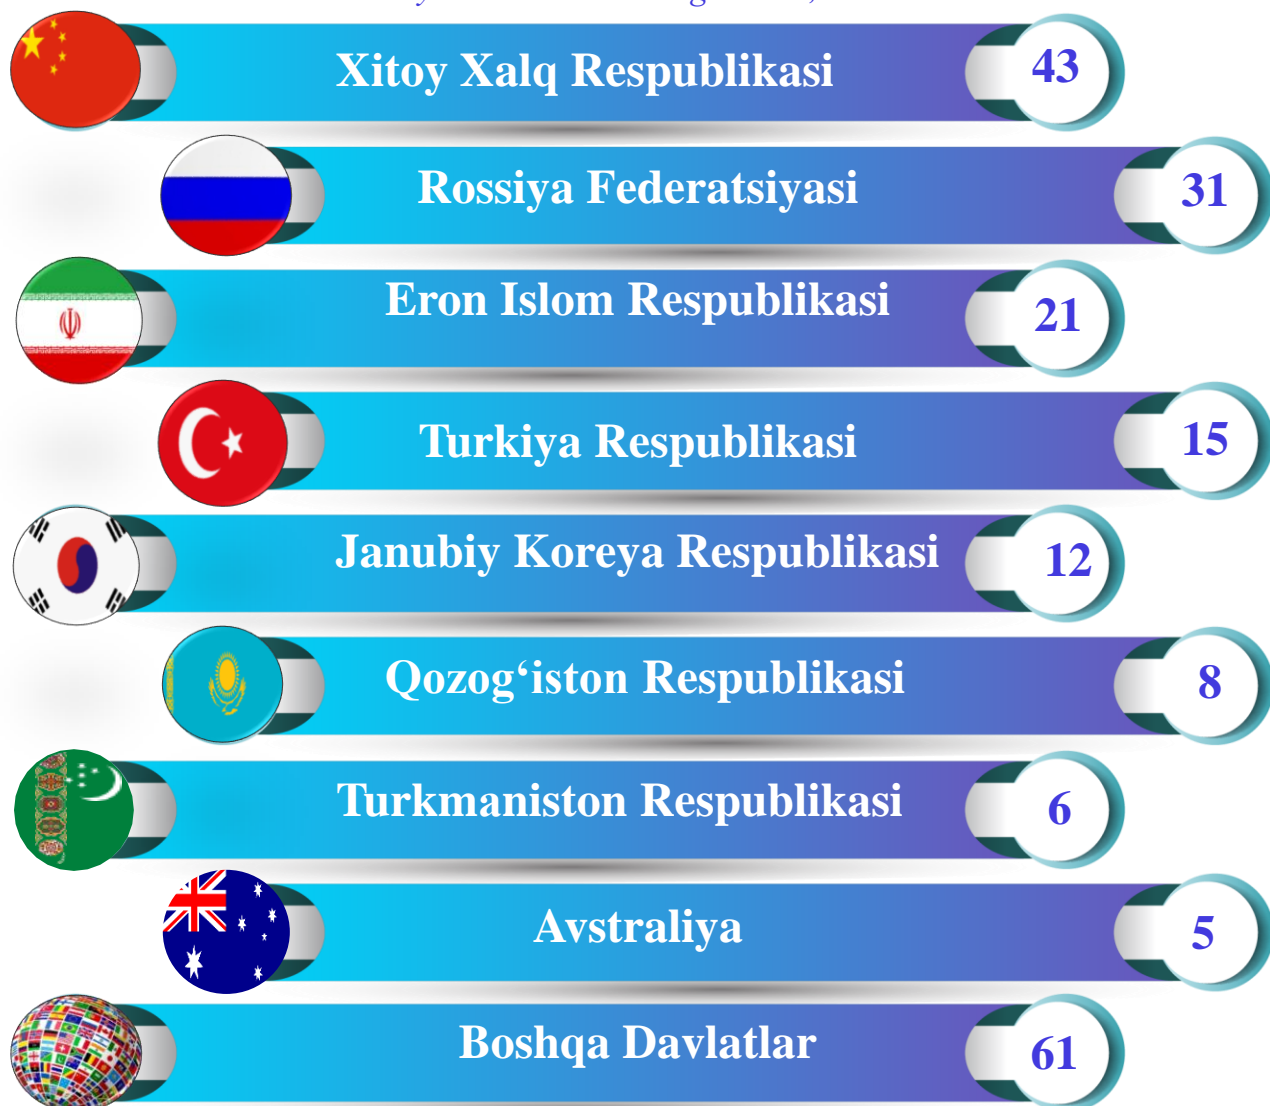 Xitoy Xalq Respublikasi 43
Rossiya Federatsiyasi 31
Eron Islom Respublikasi 21
Turkiya Respublikasi 15
Janubiy Koreya Respublikasi 12
Qozog‘iston Respublikasi 8
Turkmaniston Respublikasi 6
Avstraliya 5
Boshqa Davlatlar 61